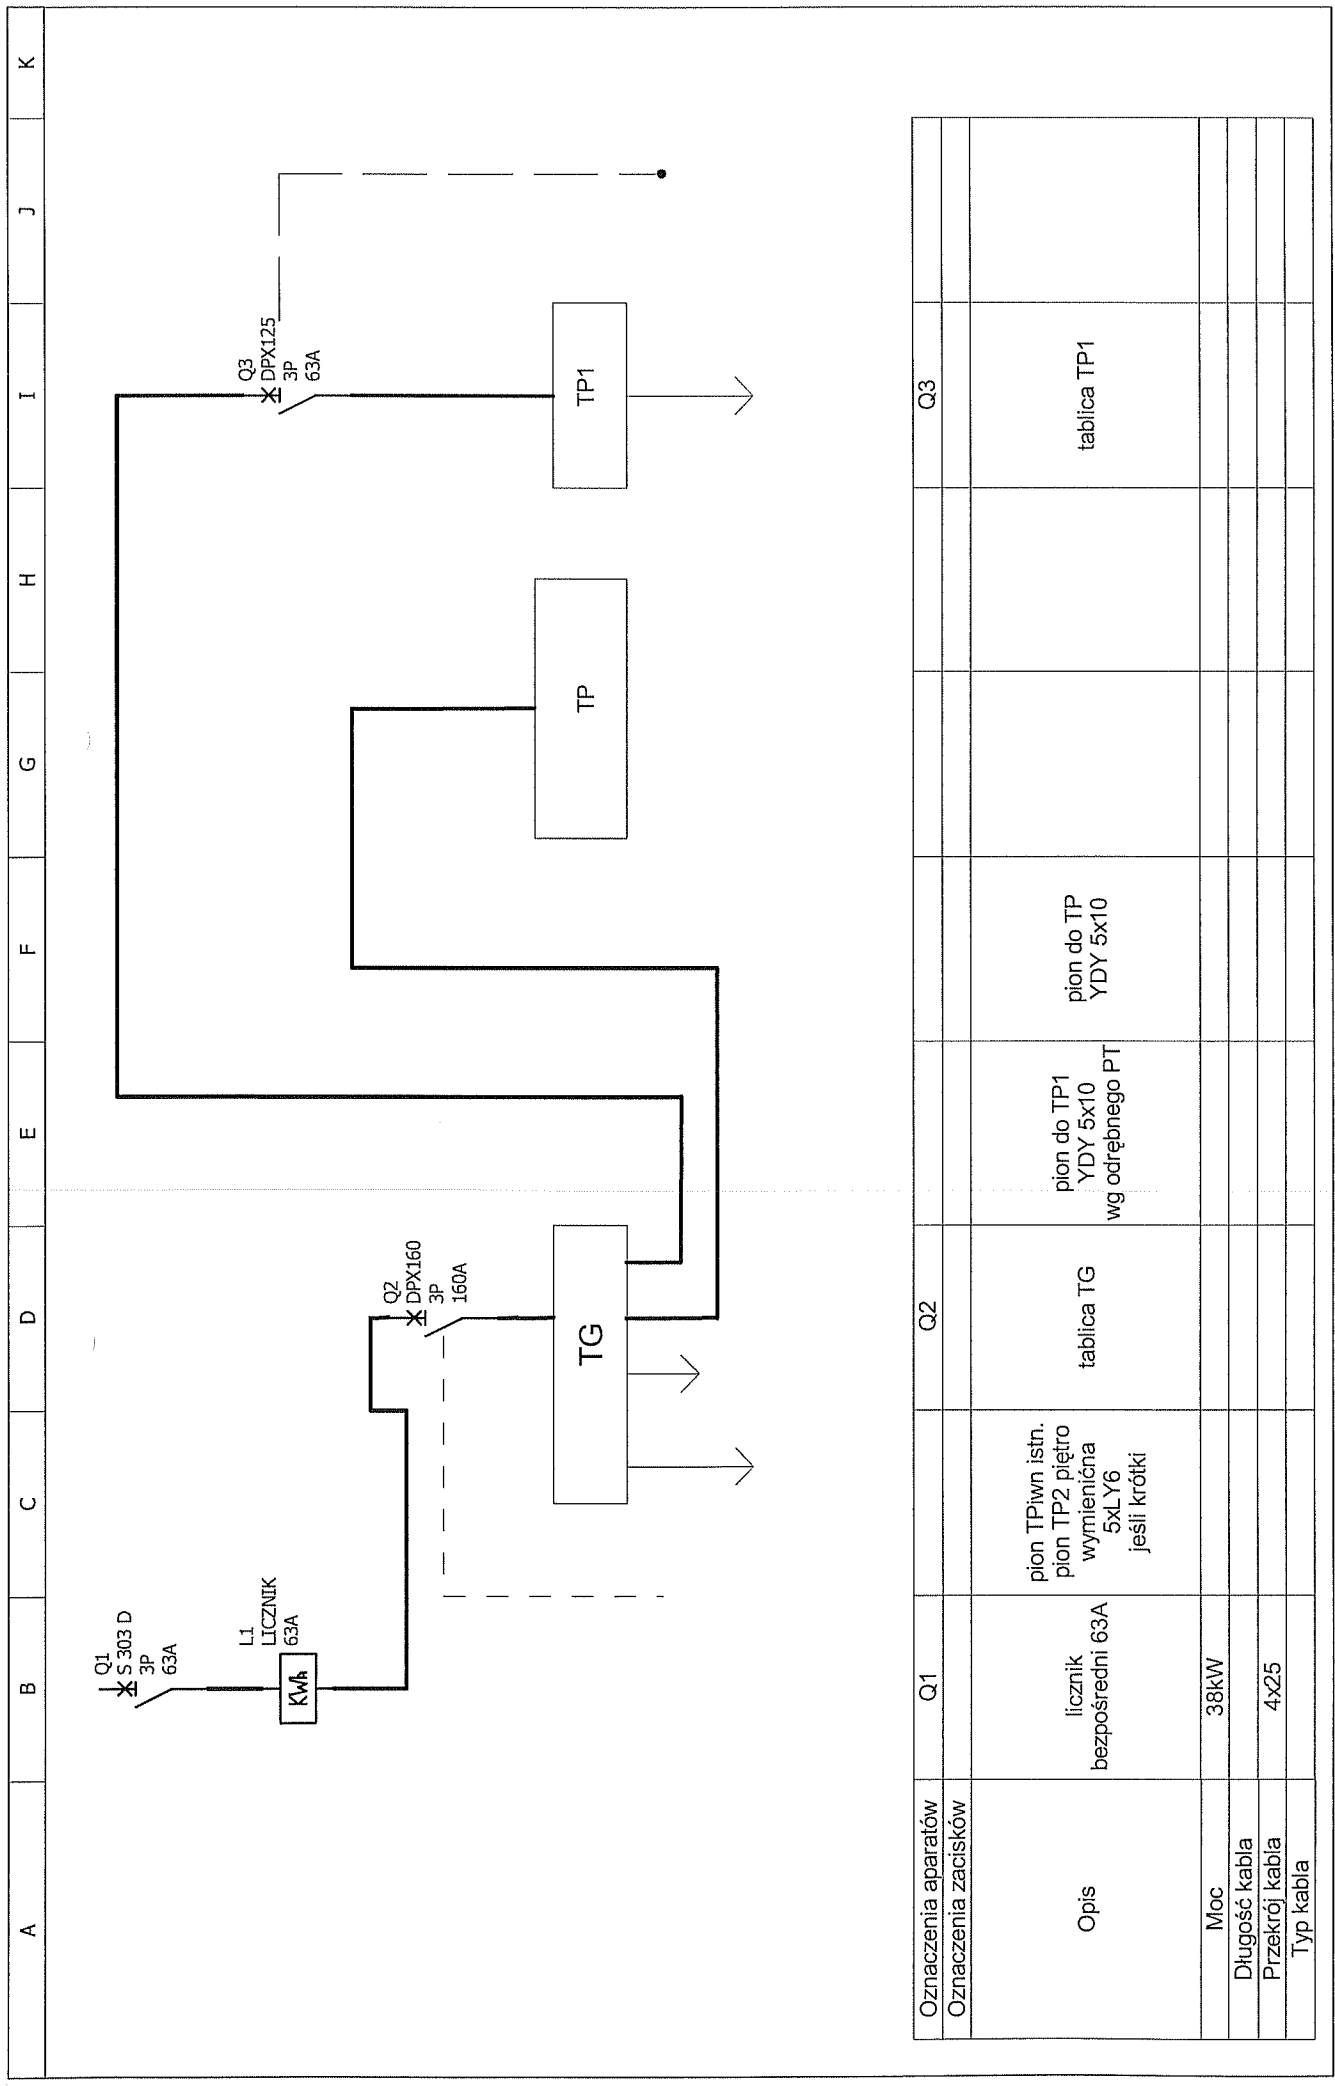 A B C D E F G H I J K
Q1
S 303 D
3P
63A
L1
LICZNIK
63A
KWh
Q2
DPX160
3P
160A
TG
TP
Q3
DPX125
3P
63A
TP1
Oznaczenia aparatów Q1 Q2 Q3
Oznaczenia zacisków
Opis
licznik
bezpośredni 63A
pion TPiwn istn.
pion TP2 piętro
wymienićna
5xLY6
jeśli krótki
tablica TG
pion do TP1
YDY 5x10
wg odrębnego PT
pion do TP
YDY 5x10
tablica TP1
Moc 38kW
Długość kabla
Przekrój kabla 4x25
Typ kabla